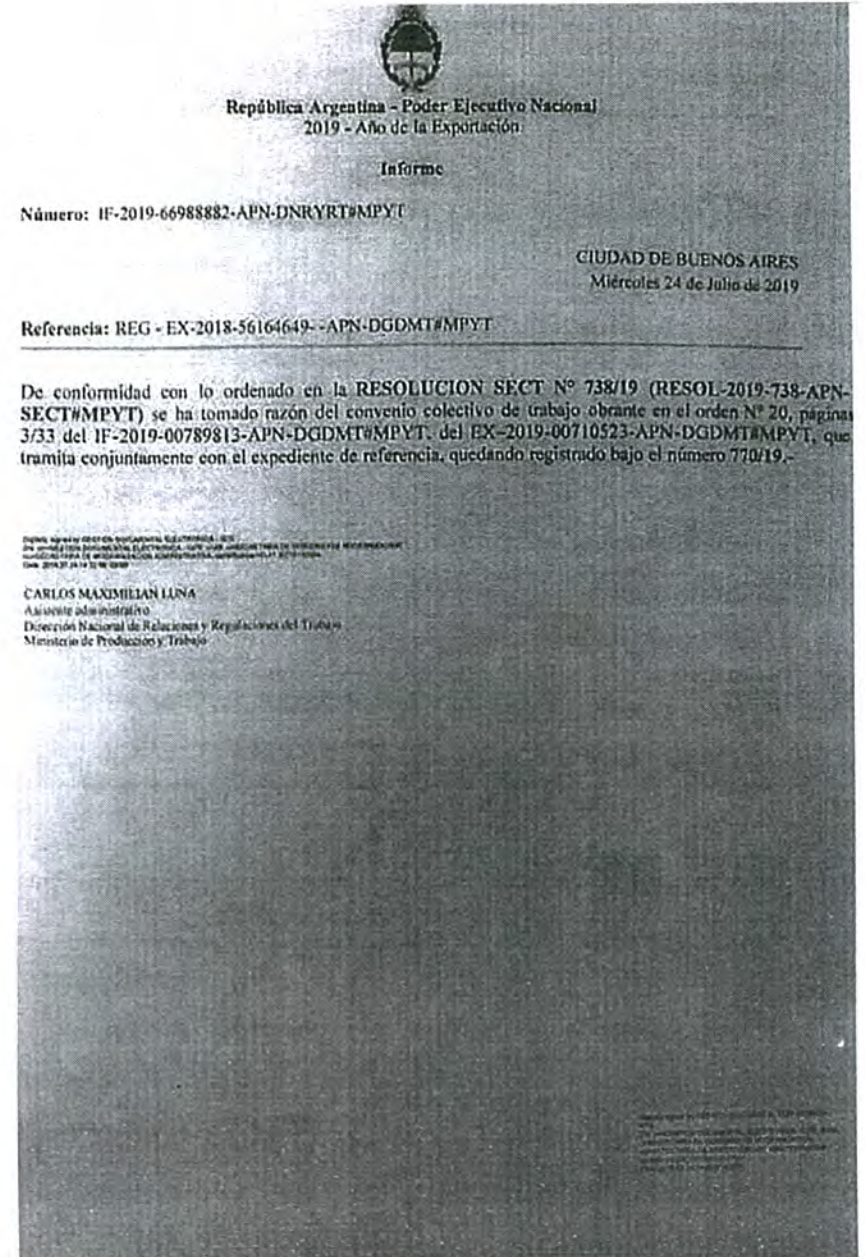 República Argentina - Poder Ejecutivo Nacional
2019 - Año de la Exportación
Informe
Número: IF-2019-66988882-APN-DNRYRT#MPYT
CIUDAD DE BUENOS AIRES
Miércoles 24 de Julio de 2019
Referencia: REG - EX-2018-56164649- -APN-DGDMT#MPYT
De conformidad con lo ordenado en la RESOLUCION SECT Nº 738/19 (RESOL-2019-738-APN-
SECT#MPYT) se ha tomado razón del convenio colectivo de trabajo obrante en el orden Nº 20, páginas
3/33 del IF-2019-00789813-APN-DGDMT#MPYT, del EX-2019-00710523-APN-DGDMT#MPYT, que
tramita conjuntamente con el expediente de referencia, quedando registrado bajo el número 770/19.-
CARLOS MAXIMILIAN LUNA
Asistente administrativo
Dirección Nacional de Relaciones y Regulaciones del Trabajo
Ministerio de Producción y Trabajo